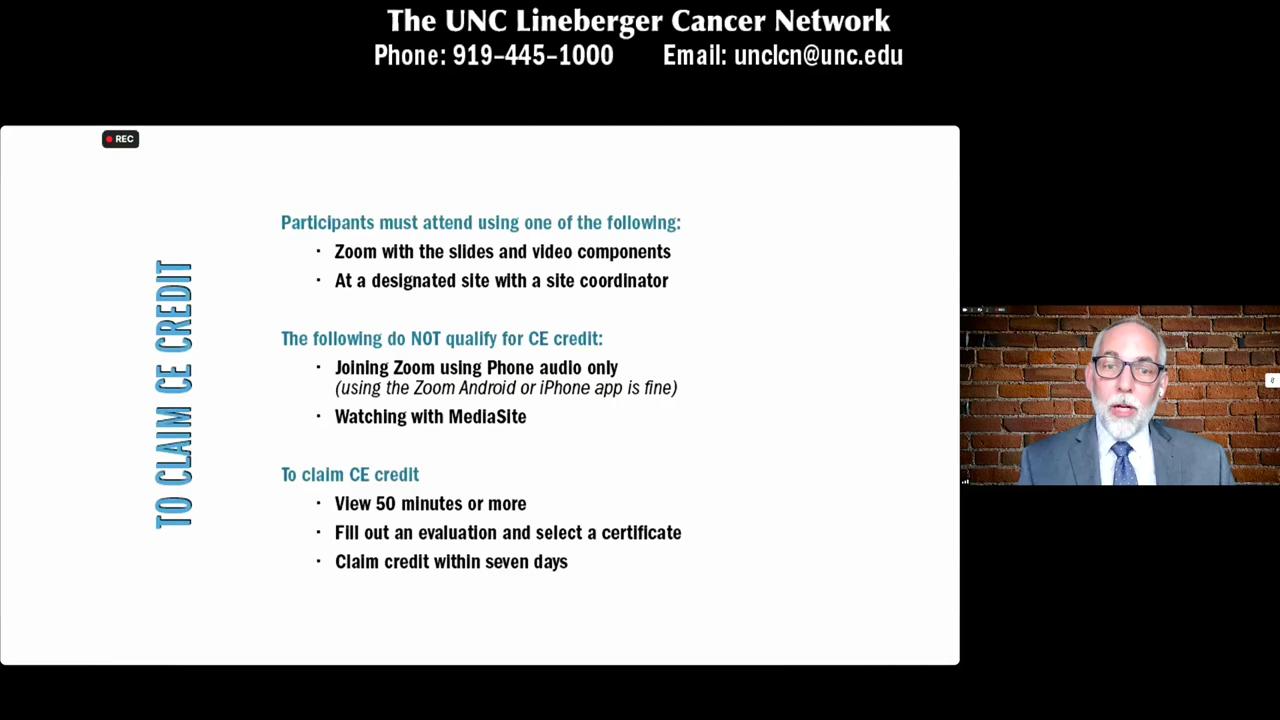 The UNC Lineberger Cancer Network
Phone: 919-445-1000 Email: unclcn@unc.edu
REC
TO CLAIM CE CREDIT
Participants must attend using one of the following:
· Zoom with the slides and video components
· At a designated site with a site coordinator
The following do NOT qualify for CE credit:
· Joining Zoom using Phone audio only
(using the Zoom Android or iPhone app is fine)
· Watching with MediaSite
To claim CE credit
· View 50 minutes or more
· Fill out an evaluation and select a certificate
· Claim credit within seven days